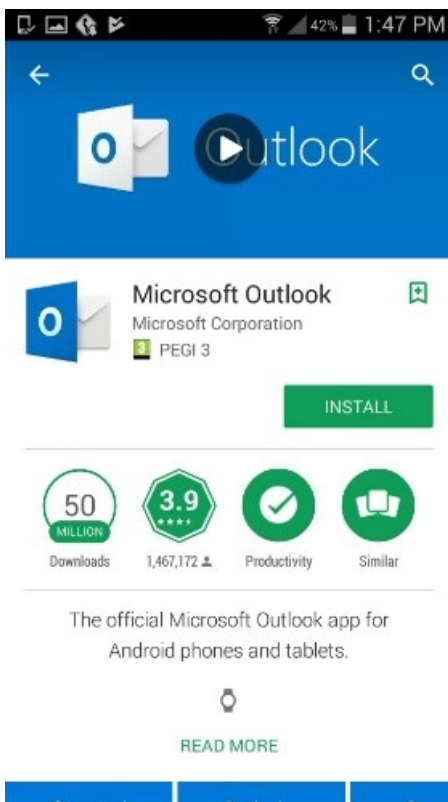 42% 1:47 PM
Outlook
Microsoft Outlook
Microsoft Corporation
3 PEGI 3
INSTALL
50
MILLION
Downloads
3.9
1,467,172
Productivity
Similar
The official Microsoft Outlook app for
Android phones and tablets.
READ MORE